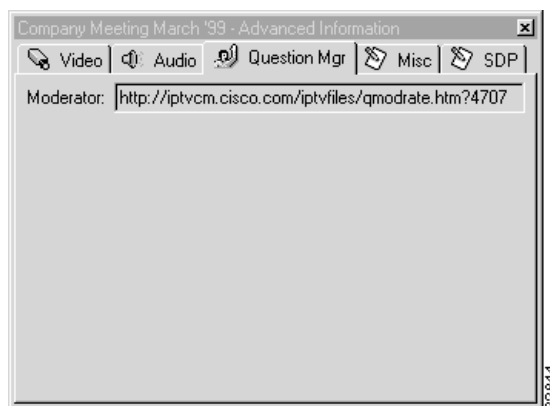 Company Meeting March '99 - Advanced Information
Video Audio Question Mgr Misc SDP
Moderator: http://iptvcm.cisco.com/iptvfiles/qmodrate.htm?4707